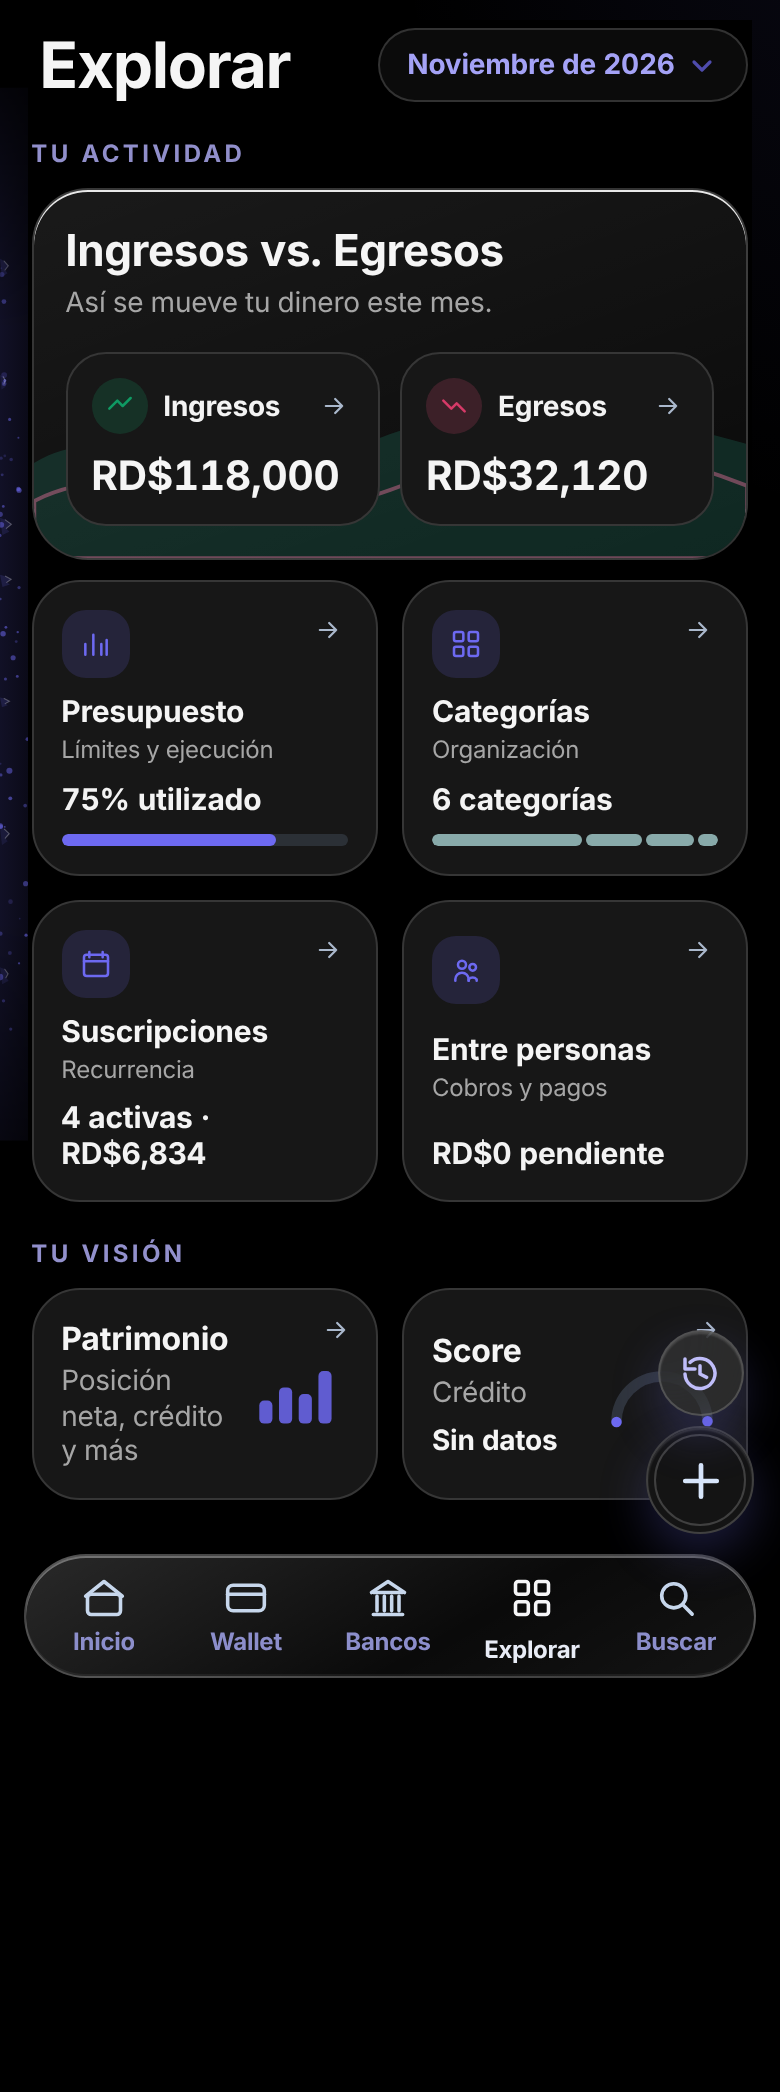 Explorar
Noviembre de 2026
TU ACTIVIDAD
Ingresos vs. Egresos
Así se mueve tu dinero este mes.
Ingresos
RD$118,000
Egresos
RD$32,120
Presupuesto
Límites y ejecución
75% utilizado
Categorías
Organización
6 categorías
Suscripciones
Recurrencia
4 activas ·
RD$6,834
Entre personas
Cobros y pagos
RD$0 pendiente
TU VISIÓN
Patrimonio
Posición
neta, crédito
y más
Score
Crédito
Sin datos
Inicio
Wallet
Bancos
Explorar
Buscar